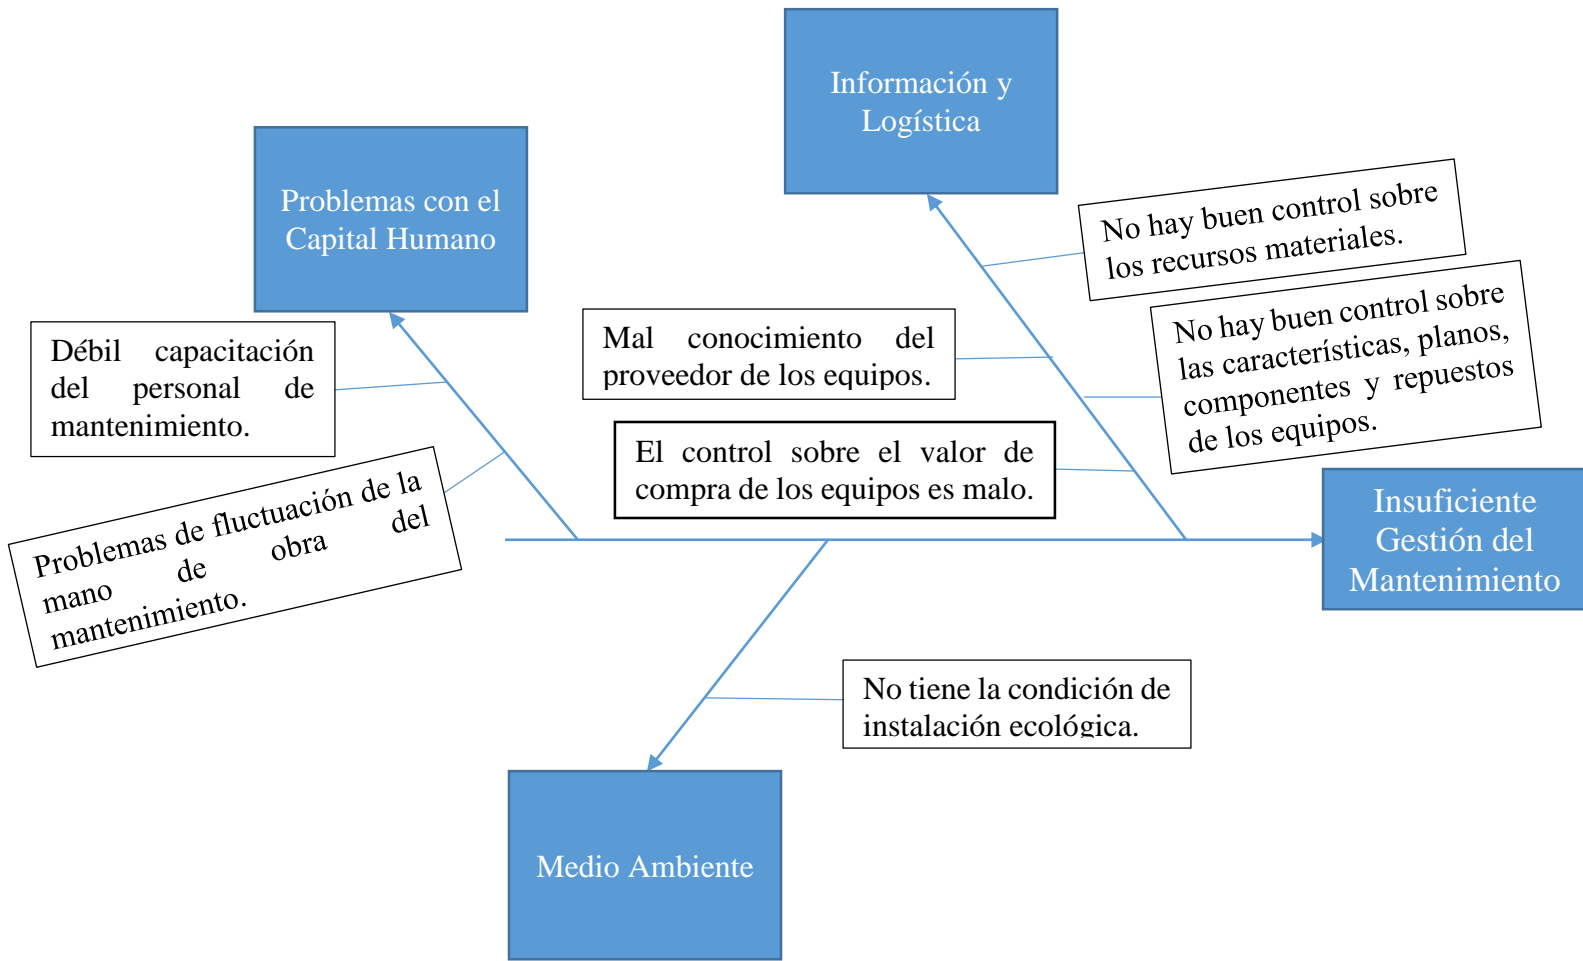 Información y
Logística
Problemas con el
Capital Humano
No hay buen control sobre
los recursos materiales.
Débil capacitación
del personal de
mantenimiento.
Mal conocimiento del
proveedor de los equipos.
No hay buen control sobre
las características, planos,
componentes y repuestos
de los equipos.
El control sobre el valor de
compra de los equipos es malo.
Problemas de fluctuación de la
mano de obra del
mantenimiento.
Insuficiente
Gestión del
Mantenimiento
No tiene la condición de
instalación ecológica.
Medio Ambiente